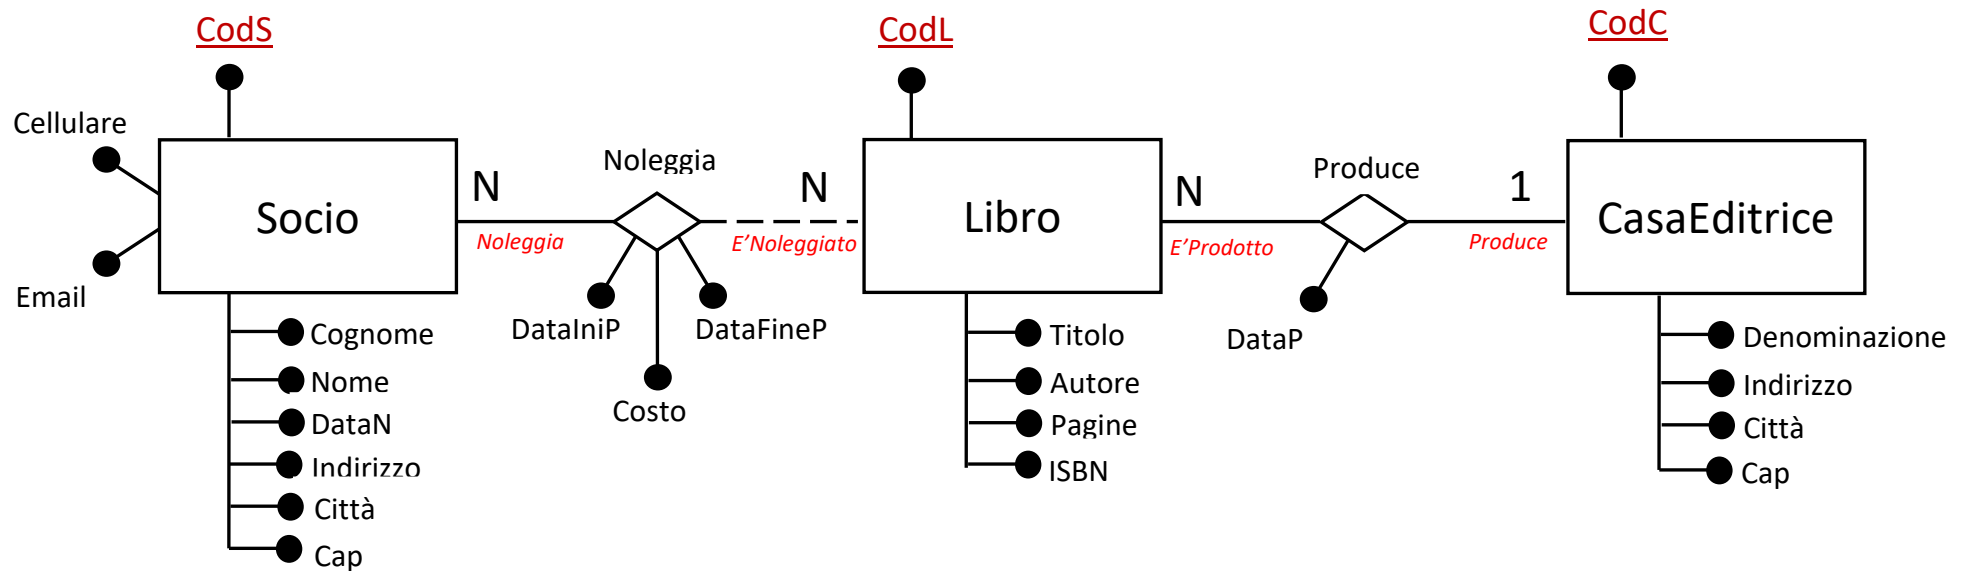 CodS
CodL
CodC
Cellulare
Email
Socio
Cognome
Nome
DataN
Indirizzo
Città
Cap
N
Noleggia
N
Noleggia
E'Noleggiato
DataIniP
DataFineP
Costo
Libro
Titolo
Autore
Pagine
ISBN
N
Produce
1
E'Prodotto
Produce
DataP
CasaEditrice
Denominazione
Indirizzo
Città
Cap